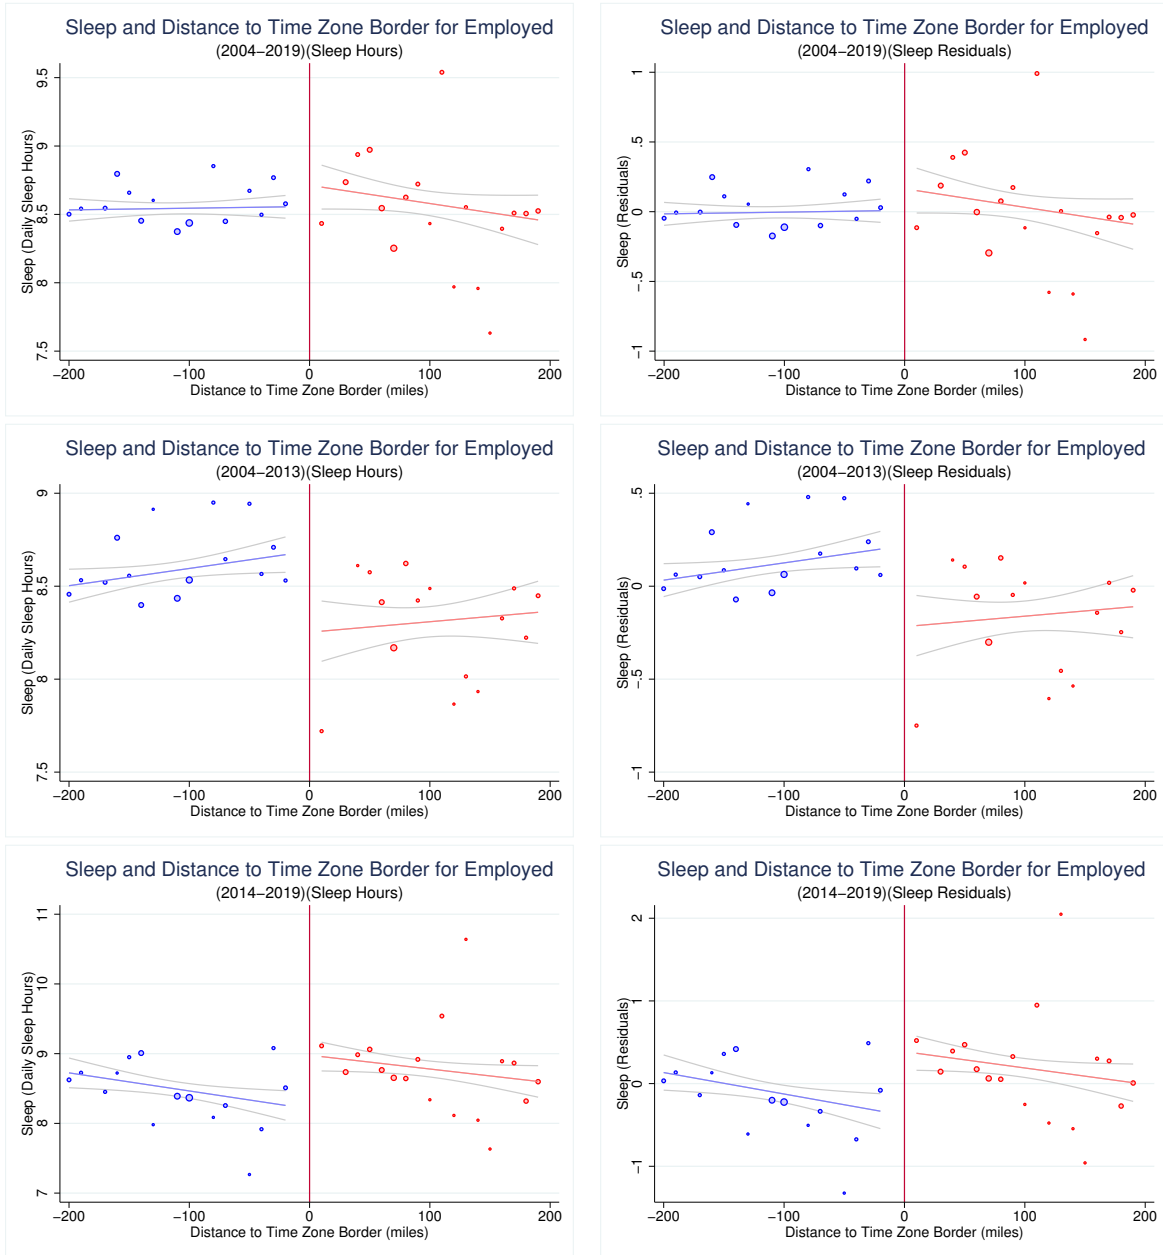 Sleep and Distance to Time Zone Border for Employed
(2004−2019)(Sleep Hours)
Sleep (Daily Sleep Hours)
9.5
9
8.5
8
7.5
−200 −100 0 100 200
Distance to Time Zone Border (miles)
Sleep and Distance to Time Zone Border for Employed
(2004−2019)(Sleep Residuals)
Sleep (Residuals)
1
.5
0
−.5
−1
−200 −100 0 100 200
Distance to Time Zone Border (miles)
Sleep and Distance to Time Zone Border for Employed
(2004−2013)(Sleep Hours)
Sleep (Daily Sleep Hours)
9
8.5
8
7.5
−200 −100 0 100 200
Distance to Time Zone Border (miles)
Sleep and Distance to Time Zone Border for Employed
(2004−2013)(Sleep Residuals)
Sleep (Residuals)
.5
0
−.5
−1
−200 −100 0 100 200
Distance to Time Zone Border (miles)
Sleep and Distance to Time Zone Border for Employed
(2014−2019)(Sleep Hours)
Sleep (Daily Sleep Hours)
11
10
9
8
7
−200 −100 0 100 200
Distance to Time Zone Border (miles)
Sleep and Distance to Time Zone Border for Employed
(2014−2019)(Sleep Residuals)
Sleep (Residuals)
2
1
0
−1
−200 −100 0 100 200
Distance to Time Zone Border (miles)